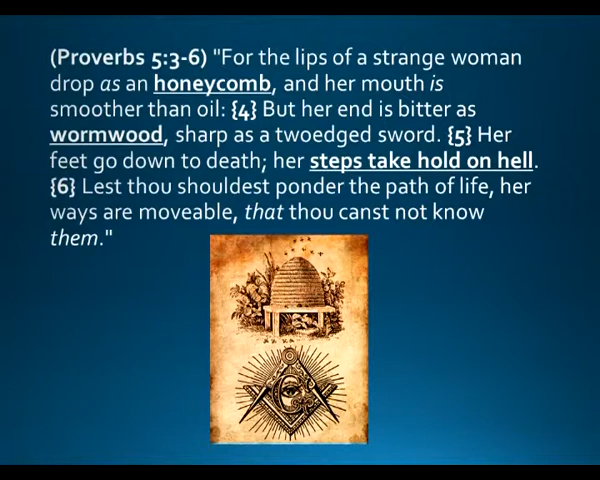 (Proverbs 5:3-6) "For the lips of a strange woman
drop as an honeycomb, and her mouth is
smoother than oil: {4} But her end is bitter as
wormwood, sharp as a twoedged sword. {5} Her
feet go down to death; her steps take hold on hell.
{6} Lest thou shouldest ponder the path of life, her
ways are moveable, that thou canst not know
them."
G